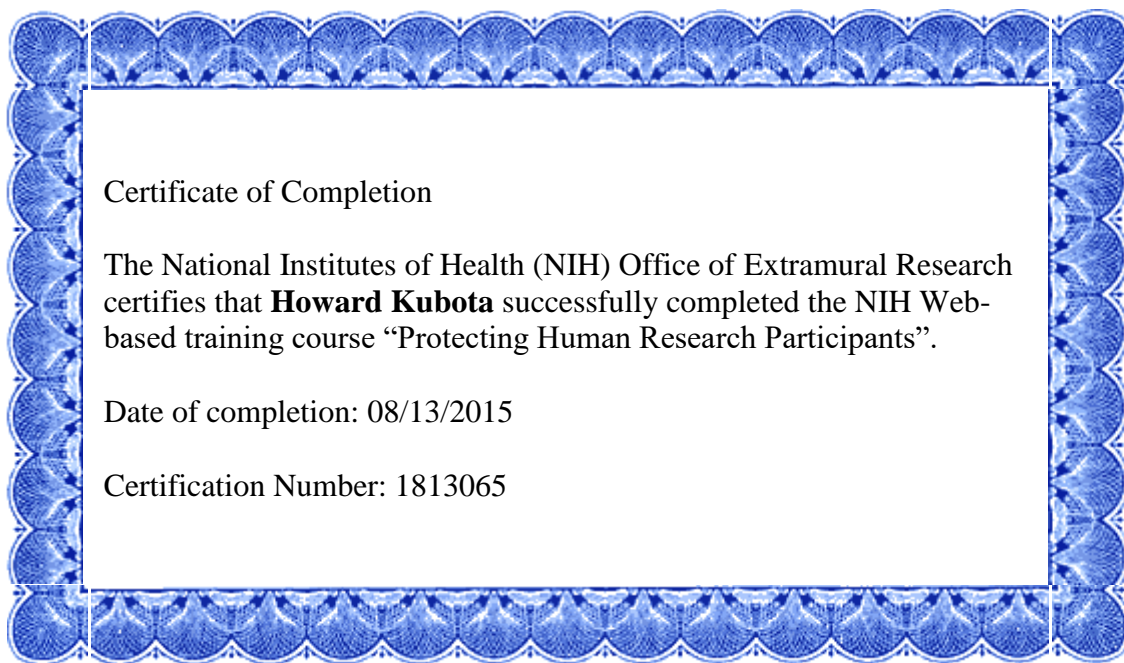 Certificate of Completion
The National Institutes of Health (NIH) Office of Extramural Research
certifies that Howard Kubota successfully completed the NIH Web-
based training course “Protecting Human Research Participants”.
Date of completion: 08/13/2015
Certification Number: 1813065